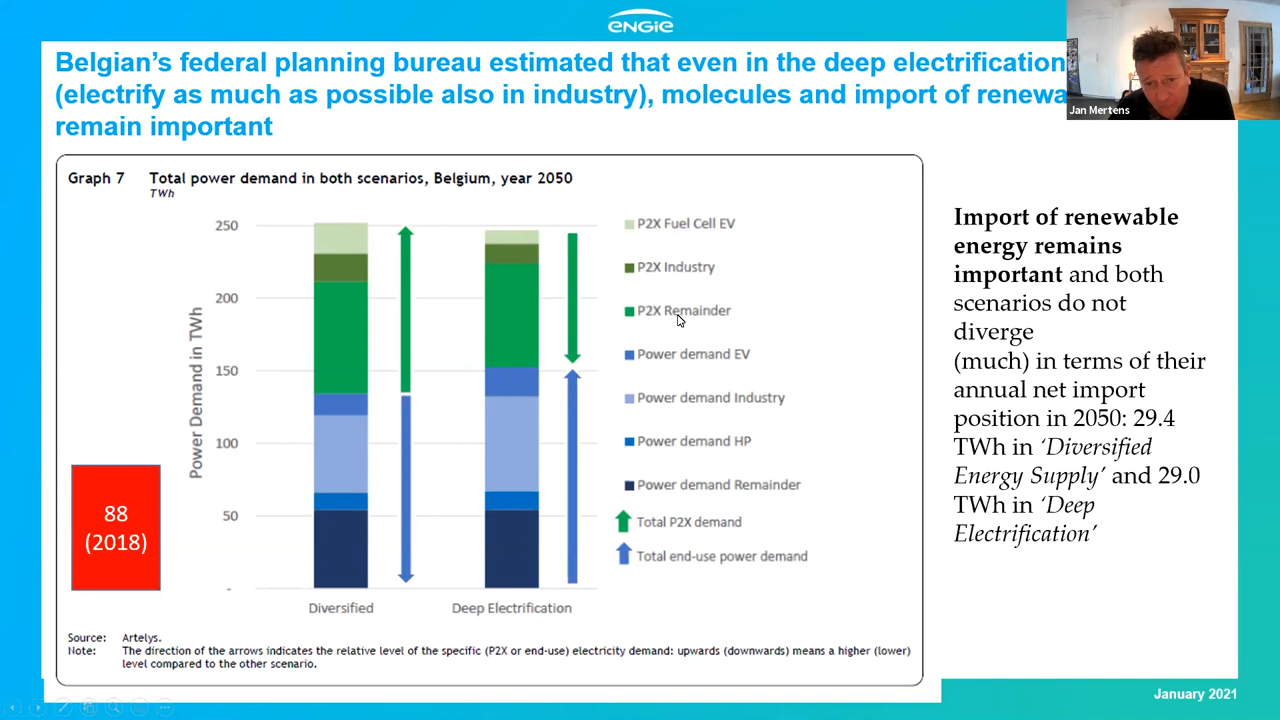 ENGIE
Belgian's federal planning bureau estimated that even in the deep electrification
(electrify as much as possible also in industry), molecules and import of renewa
remain important
Jan Mertens
Graph 7 Total power demand in both scenarios, Belgium, year 2050
TWh
Power Demand in TWh
250
200
150
100
50
-
Diversified
Deep Electrification
P2X Fuel Cell EV
P2X Industry
P2X Remainder
Power demand EV
Power demand Industry
Power demand HP
Power demand Remainder
Total P2X demand
Total end-use power demand
88
(2018)
Source: Artelys.
Note: The direction of the arrows indicates the relative level of the specific (P2X or end-use) electricity demand: upwards (downwards) means a higher (lower)
level compared to the other scenario.
Import of renewable
energy remains
important and both
scenarios do not
diverge
(much) in terms of their
annual net import
position in 2050: 29.4
TWh in ‘Diversified
Energy Supply’ and 29.0
TWh in ‘Deep
Electrification’
January 2021